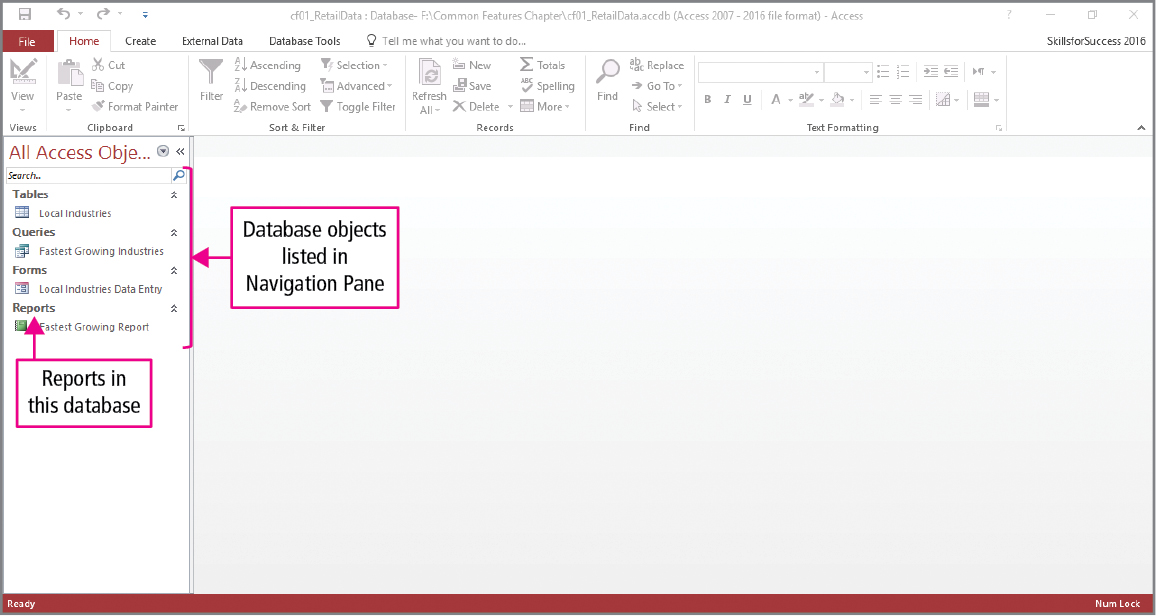 cf01_RetailData : Database- F:\Common Features Chapter\cf01_RetailData.accdb (Access 2007 - 2016 file format) - Access
?
File Home Create External Data Database Tools Tell me what you want to do... SkillsforSuccess 2016
View
Views
Paste
Cut
Copy
Format Painter
Clipboard
Filter
Ascending
Descending
Remove Sort
Selection
Advanced
Toggle Filter
Sort & Filter
Refresh
All
New
Save
Delete
Totals
Spelling
More
Records
Find
Replace
Go To
Select
Find
B I U A
Text Formatting
All Access Obje...
Search..
Tables
Local Industries
Queries
Fastest Growing Industries
Forms
Local Industries Data Entry
Reports
Fastest Growing Report
Database objects
listed in
Navigation Pane
Reports in
this database
Ready
Num Lock